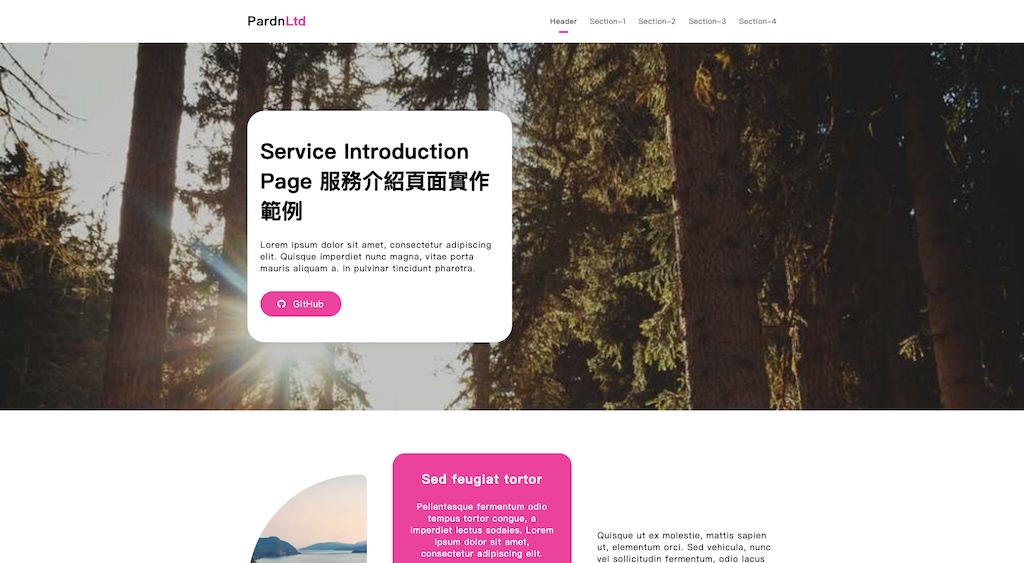 PardnLtd
Header
Section-1
Section-2
Section-3
Section-4
Service Introduction
Page 服務介紹頁面實作
範例
Lorem ipsum dolor sit amet, consectetur adipiscing
elit. Quisque imperdiet nunc magna, vitae porta
mauris aliquam a. In pulvinar tincidunt pharetra.
GitHub
Sed feugiat tortor
Pellentesque fermentum odio
tempus tortor congue, a
imperdiet lectus sodales. Lorem
ipsum dolor sit amet,
consectetur adipiscing elit.
Quisque ut ex molestie, mattis sapien
ut, elementum orci. Sed vehicula, nunc
vel sollicitudin fermentum, odio lacus